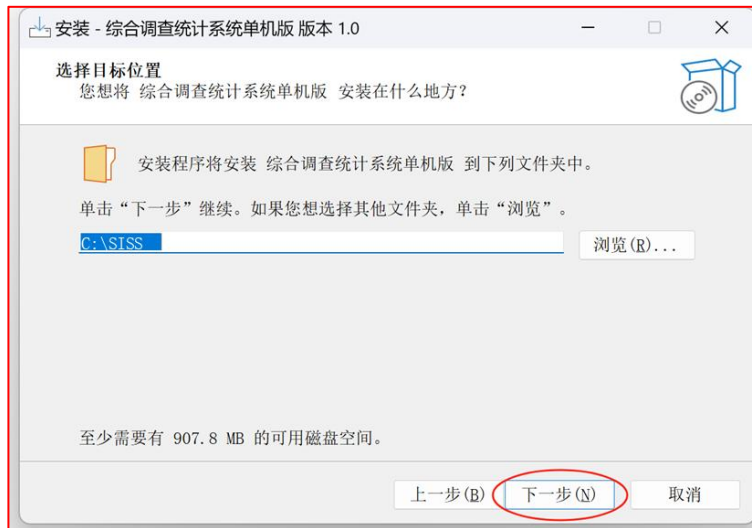 安装 - 综合调查统计系统单机版 版本 1.0
选择目标位置
您想将 综合调查统计系统单机版 安装在什么地方？
安装程序将安装 综合调查统计系统单机版 到下列文件夹中。
单击“下一步”继续。如果您想选择其他文件夹，单击“浏览”。
C:\SISS
浏览(R)...
至少需要有 907.8 MB 的可用磁盘空间。
上一步(B)
下一步(N)
取消